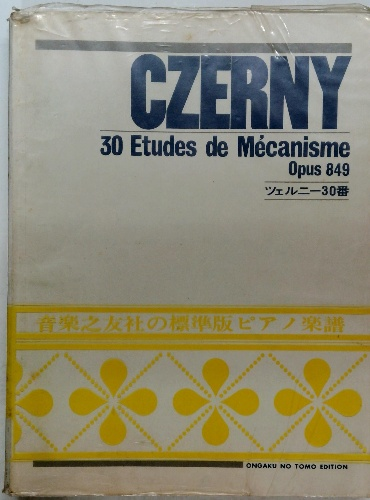 CZERNY
30 Etudes de Mécanisme
Opus 849
ツェルニー30番
音楽之友社の標準版ピアノ楽譜
ONGAKU NO TOMO EDITION